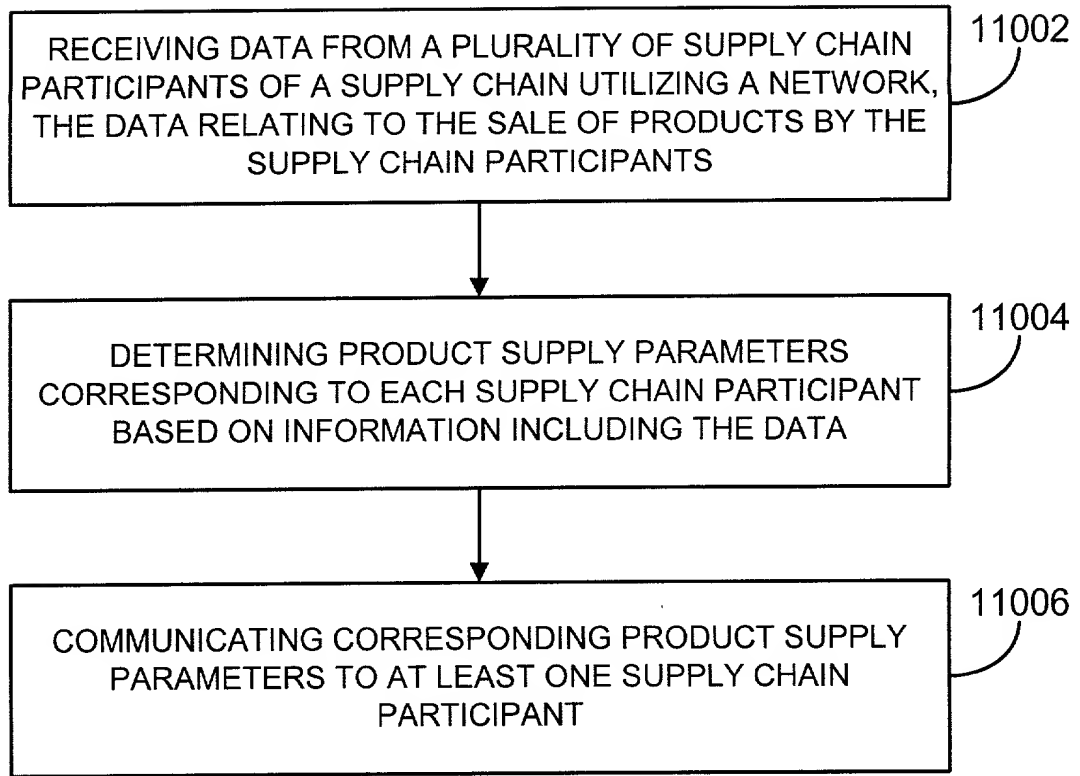 RECEIVING DATA FROM A PLURALITY OF SUPPLY CHAIN
PARTICIPANTS OF A SUPPLY CHAIN UTILIZING A NETWORK,
THE DATA RELATING TO THE SALE OF PRODUCTS BY THE
SUPPLY CHAIN PARTICIPANTS
11002
DETERMINING PRODUCT SUPPLY PARAMETERS
CORRESPONDING TO EACH SUPPLY CHAIN PARTICIPANT
BASED ON INFORMATION INCLUDING THE DATA
11004
COMMUNICATING CORRESPONDING PRODUCT SUPPLY
PARAMETERS TO AT LEAST ONE SUPPLY CHAIN
PARTICIPANT
11006